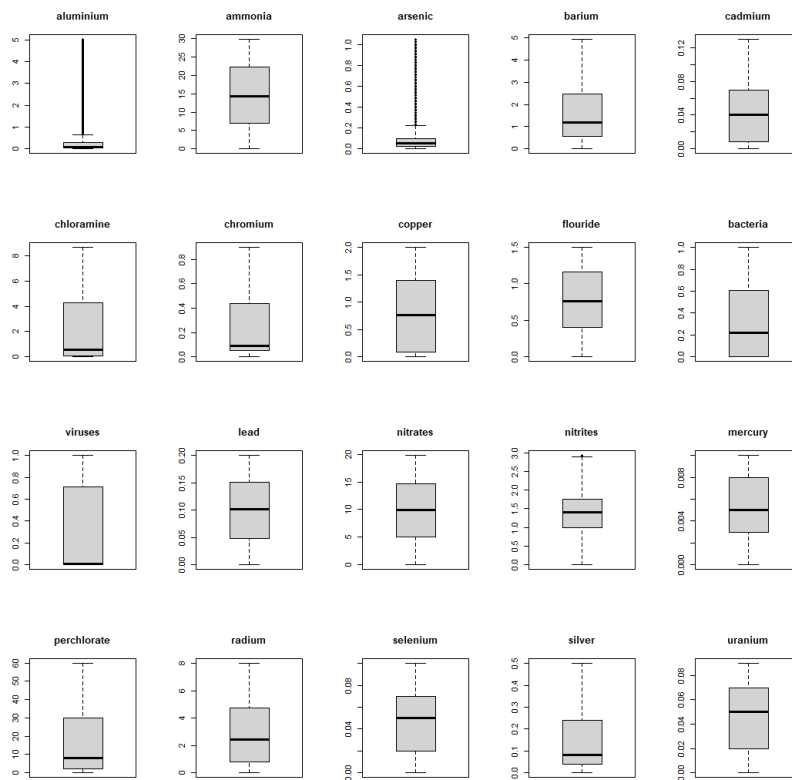 aluminium
0 1 2 3 4 5
ammonia
0 5 10 15 20 25 30
arsenic
0.0 0.2 0.4 0.6 0.8 1.0
barium
0 1 2 3 4 5
cadmium
0.00 0.04 0.08 0.12
chloramine
0 2 4 6 8
chromium
0.0 0.2 0.4 0.6 0.8
copper
0.0 0.5 1.0 1.5 2.0
flouride
0.0 0.5 1.0 1.5
bacteria
0.0 0.2 0.4 0.6 0.8 1.0
viruses
0.0 0.2 0.4 0.6 0.8 1.0
lead
0.00 0.05 0.10 0.15 0.20
nitrates
0 5 10 15 20
nitrites
0.0 0.5 1.0 1.5 2.0 2.5 3.0
mercury
0.000 0.004 0.008
perchlorate
0 10 20 30 40 50 60
radium
0 2 4 6 8
selenium
0.00 0.04 0.08
silver
0.0 0.1 0.2 0.3 0.4 0.5
uranium
0.00 0.02 0.04 0.06 0.08